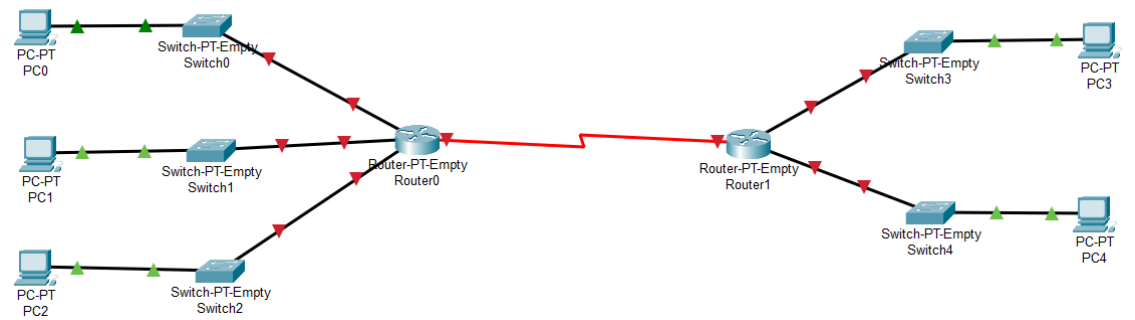 PC-PT
PC0
Switch-PT-Empty
Switch0
PC-PT
PC1
Switch-PT-Empty
Switch1
PC-PT
PC2
Switch-PT-Empty
Switch2
Router-PT-Empty
Router0
Router-PT-Empty
Router1
Switch-PT-Empty
Switch3
PC-PT
PC3
Switch-PT-Empty
Switch4
PC-PT
PC4